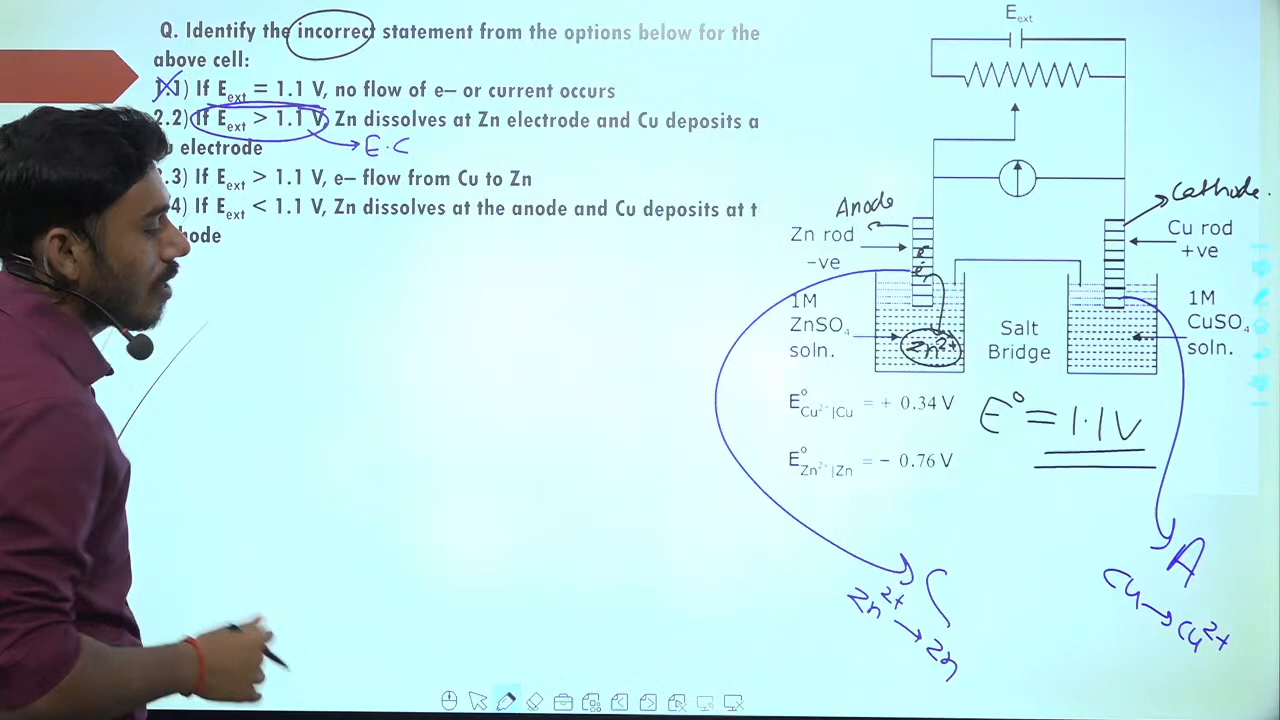 Q. Identify the incorrect statement from the options below for the
above cell:
1) If Eext = 1.1 V, no flow of e– or current occurs
2.2) If Eext > 1.1 V, Zn dissolves at Zn electrode and Cu deposits a
electrode
→ E.C
.3) If Eext > 1.1 V, e– flow from Cu to Zn
4) If Eext < 1.1 V, Zn dissolves at the anode and Cu deposits at t
hode
Eext
Anode
Cathode.
Zn rod
–ve
e-
e-
Cu rod
+ve
1M
ZnSO4
soln.
Zn2+
Salt
Bridge
1M
CuSO4
soln.
E°Cu2+|Cu = + 0.34 V
E°Zn2+|Zn = – 0.76 V
E° = 1.1V
C
Zn2+ → Zn
A
Cu → Cu2+